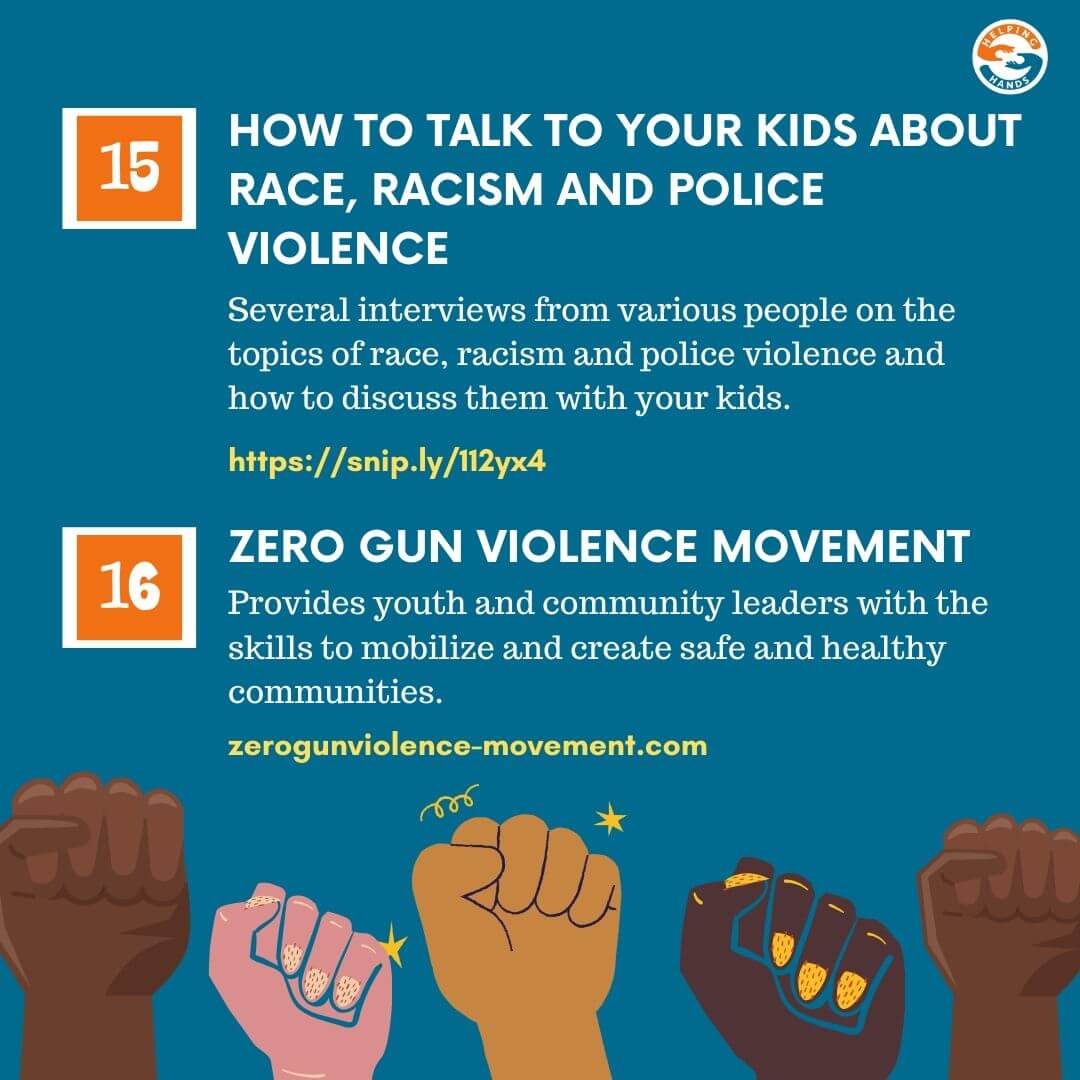 HELPING
HANDS
15
HOW TO TALK TO YOUR KIDS ABOUT
RACE, RACISM AND POLICE
VIOLENCE
Several interviews from various people on the
topics of race, racism and police violence and
how to discuss them with your kids.
https://snip.ly/112yx4
16
ZERO GUN VIOLENCE MOVEMENT
Provides youth and community leaders with the
skills to mobilize and create safe and healthy
communities.
zerogunviolence-movement.com